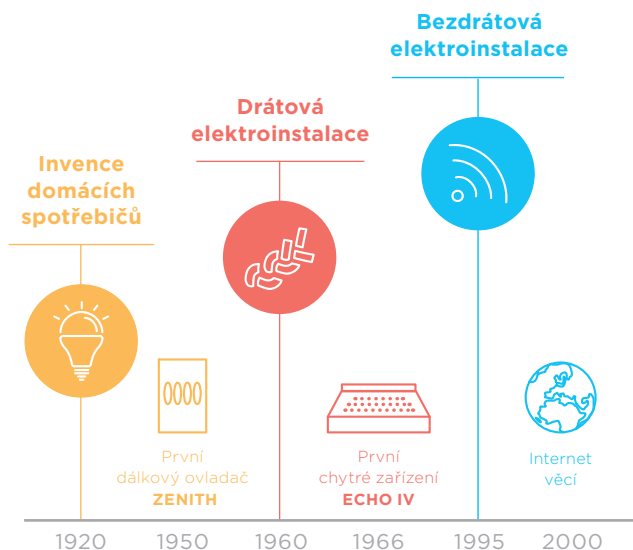 Bezdrátová
elektroinstalace
Drátová
elektroinstalace
Invence
domácích
spotřebičů
První
dálkový ovladač
ZENITH
První
chytré zařízení
ECHO IV
Internet
věcí
1920 1950 1960 1966 1995 2000